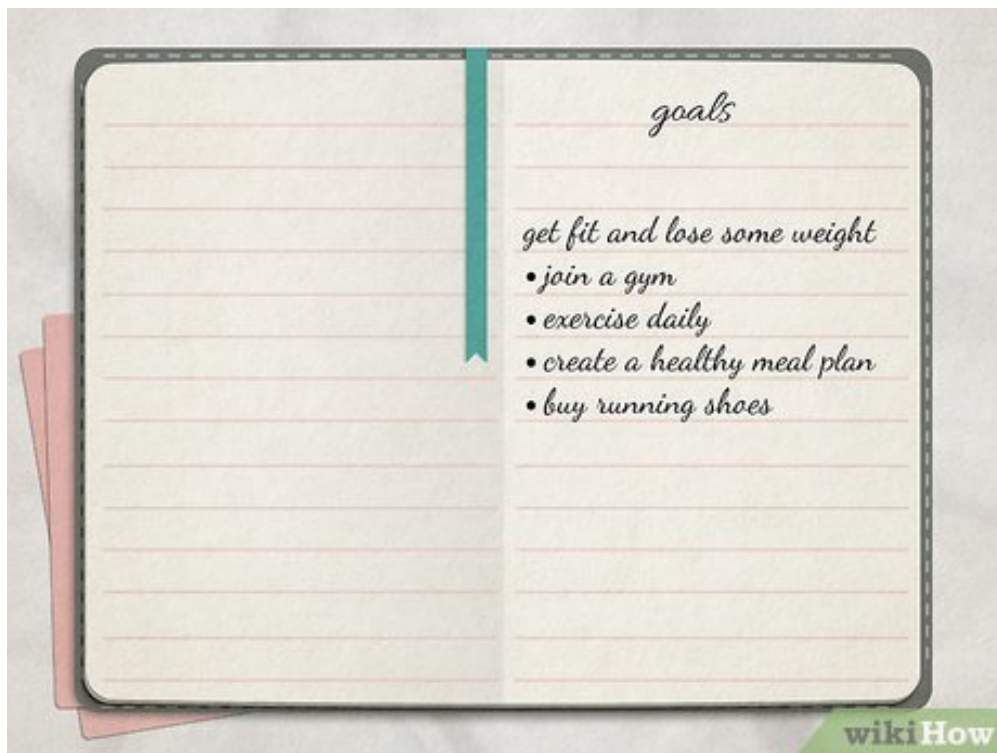 goals
get fit and lose some weight
• join a gym
• exercise daily
• create a healthy meal plan
• buy running shoes
wikiHow